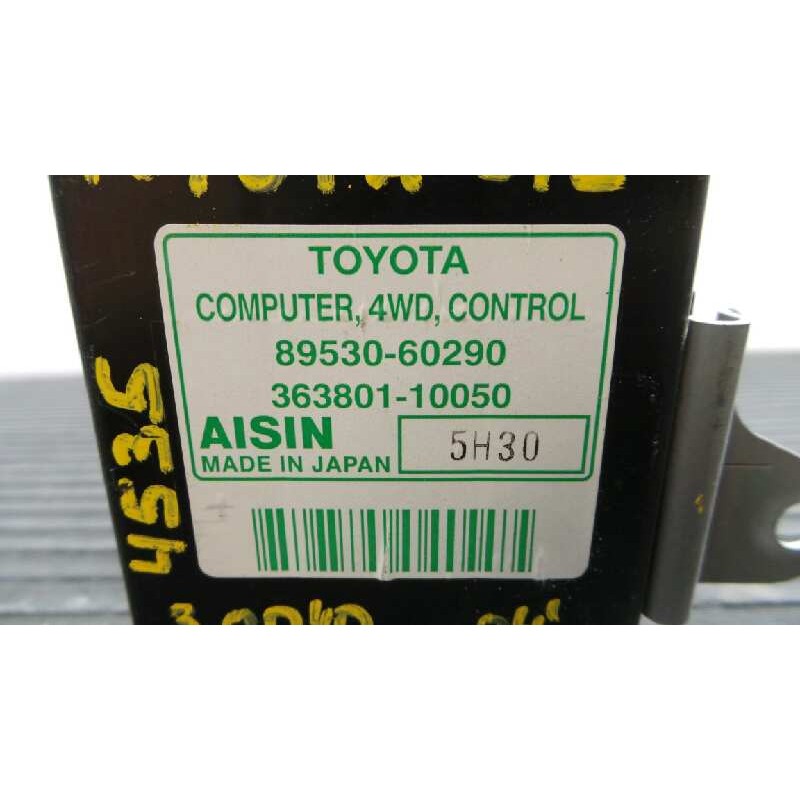 TOYOTA
COMPUTER, 4WD, CONTROL
89530-60290
363801-10050
AISIN
MADE IN JAPAN
5H30
4535